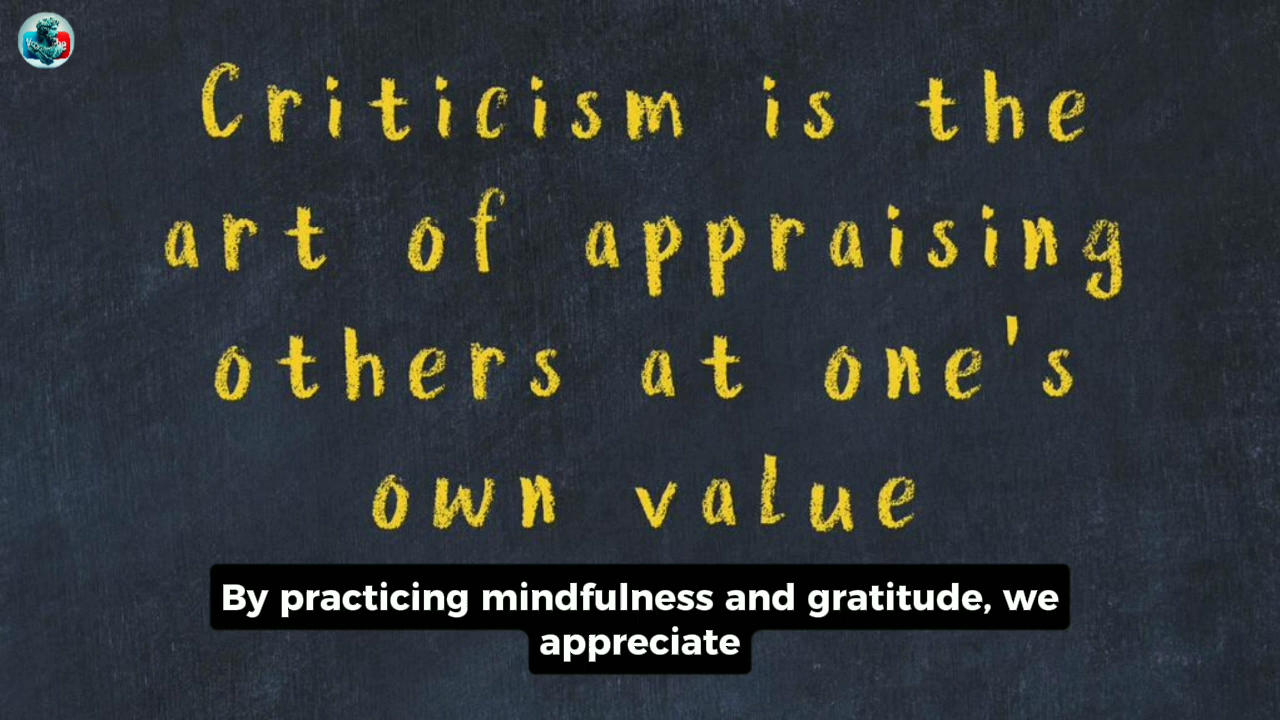 Criticism is the
art of appraising
others at one's
own value
By practicing mindfulness and gratitude, we
appreciate